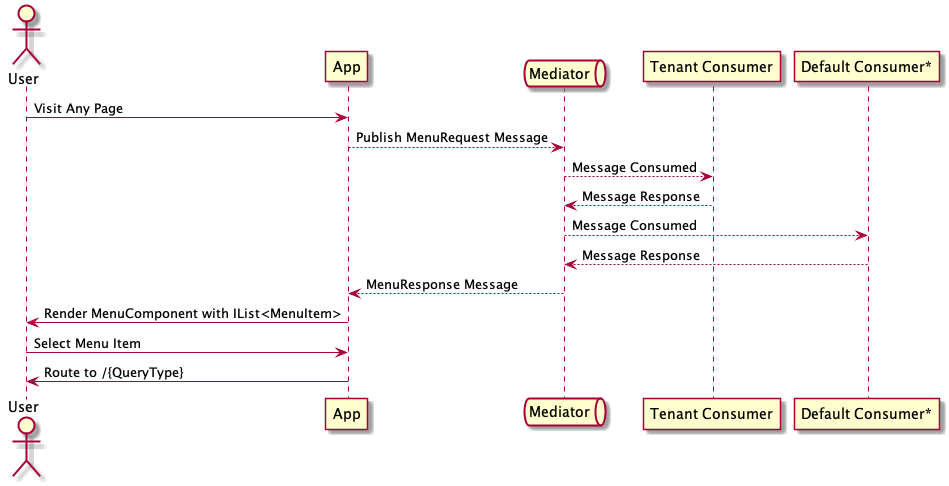 User
App
Mediator
Tenant Consumer
Default Consumer*
Visit Any Page
Publish MenuRequest Message
Message Consumed
Message Response
Message Consumed
Message Response
MenuResponse Message
Render MenuComponent with IList<MenuItem>
Select Menu Item
Route to /{QueryType}
User
App
Mediator
Tenant Consumer
Default Consumer*